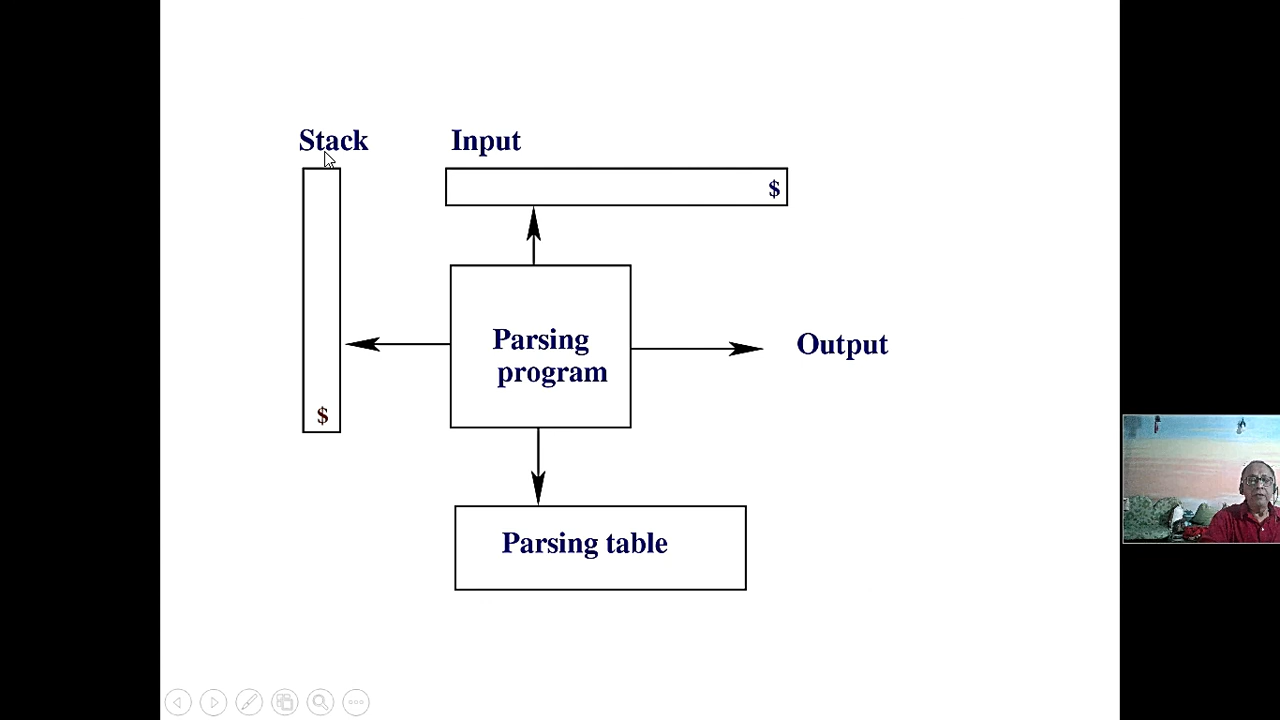 Stack
Input
$
Parsing
program
Output
$
Parsing table